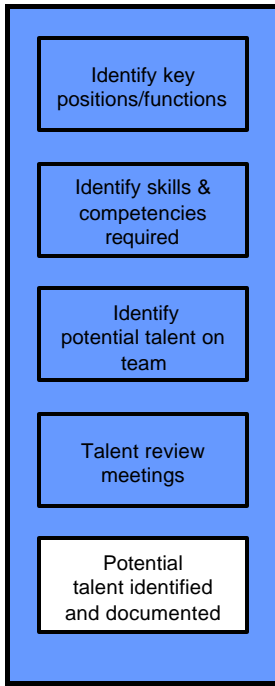 Identify key
positions/functions
Identify skills &
competencies
required
Identify
potential talent on
team
Talent review
meetings
Potential
talent identified
and documented